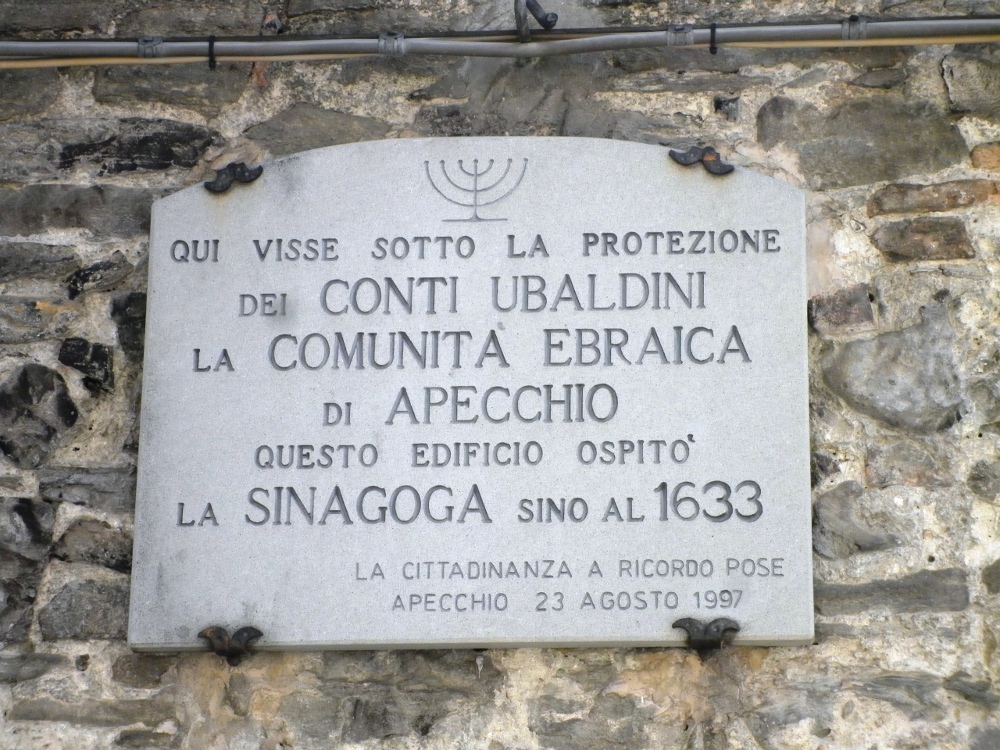 QUI VISSE SOTTO LA PROTEZIONE
DEI CONTI UBALDINI
LA COMUNITÀ EBRAICA
DI APECCHIO
QUESTO EDIFICIO OSPITO'
LA SINAGOGA SINO AL 1633
LA CITTADINANZA A RICORDO POSE
APECCHIO 23 AGOSTO 1997